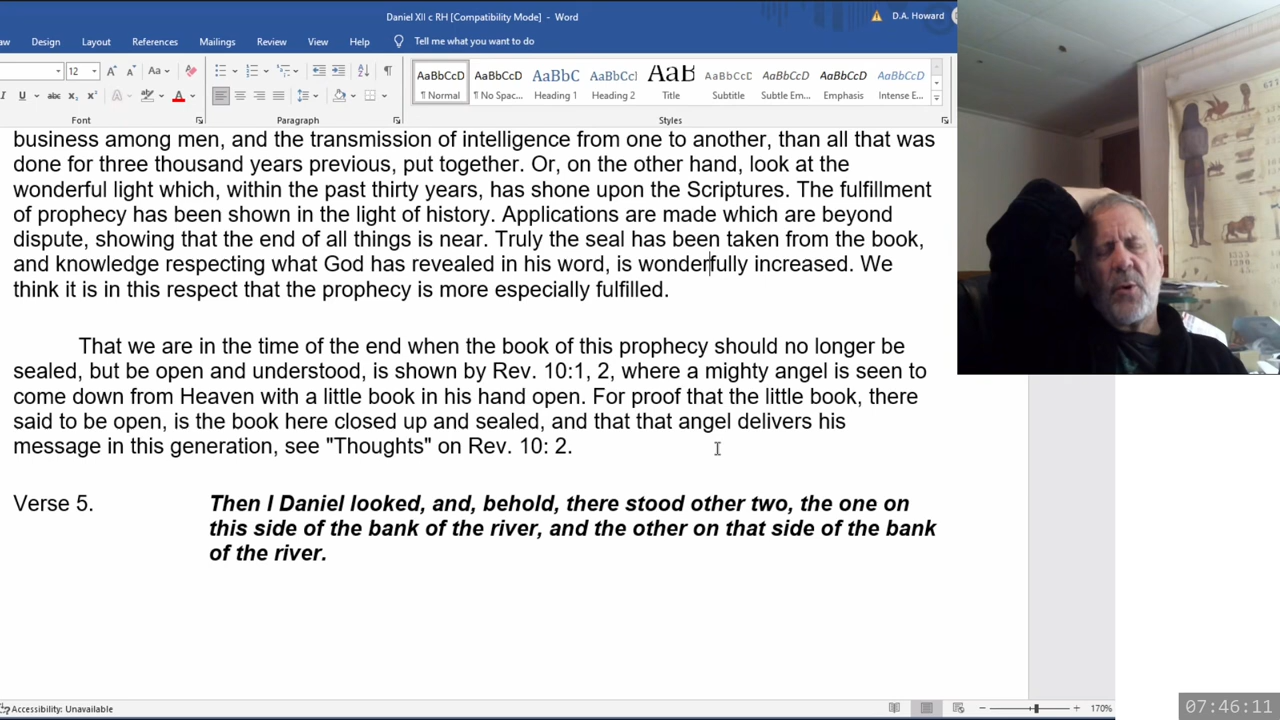 Daniel XII c RH [Compatibility Mode] - Word
D.A. Howard
Design Layout References Mailings Review View Help Tell me what you want to do
12 Aa
AaBbCcD AaBbCcD AaBbC AaBbCcl AaB AaBbCcD AaBbCcD AaBbCcD AaBbCcD
¶ Normal ¶ No Spac... Heading 1 Heading 2 Title Subtitle Subtle Em... Emphasis Intense E...
Font Paragraph Styles
business among men, and the transmission of intelligence from one to another, than all that was
done for three thousand years previous, put together. Or, on the other hand, look at the
wonderful light which, within the past thirty years, has shone upon the Scriptures. The fulfillment
of prophecy has been shown in the light of history. Applications are made which are beyond
dispute, showing that the end of all things is near. Truly the seal has been taken from the book,
and knowledge respecting what God has revealed in his word, is wonderfully increased. We
think it is in this respect that the prophecy is more especially fulfilled.
That we are in the time of the end when the book of this prophecy should no longer be
sealed, but be open and understood, is shown by Rev. 10:1, 2, where a mighty angel is seen to
come down from Heaven with a little book in his hand open. For proof that the little book, there
said to be open, is the book here closed up and sealed, and that that angel delivers his
message in this generation, see "Thoughts" on Rev. 10: 2.
Verse 5. Then I Daniel looked, and, behold, there stood other two, the one on
this side of the bank of the river, and the other on that side of the bank
of the river.
Accessibility: Unavailable
170%
07:46:11